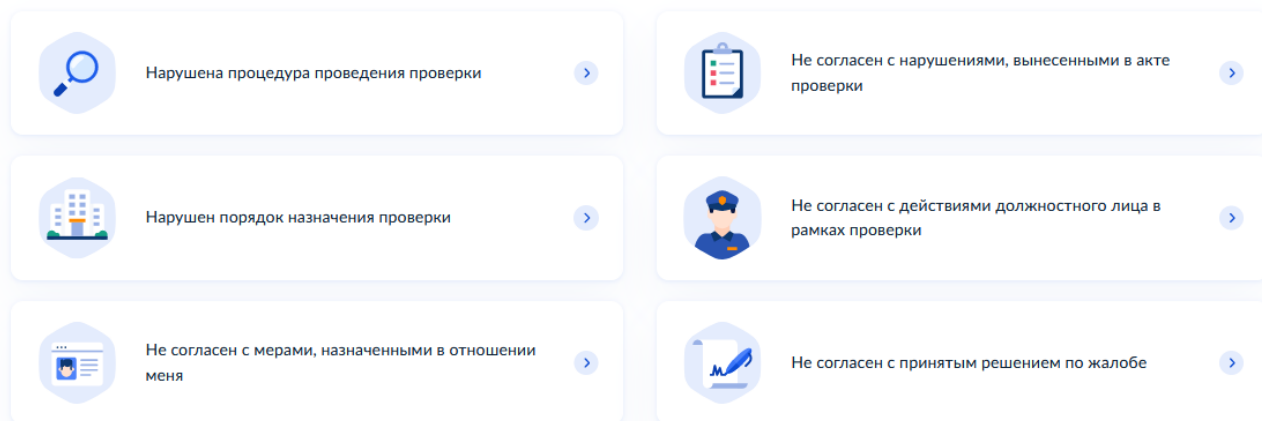 Нарушена процедура проведения проверки
Не согласен с нарушениями, вынесенными в акте
проверки
Нарушен порядок назначения проверки
Не согласен с действиями должностного лица в
рамках проверки
Не согласен с мерами, назначенными в отношении
меня
Не согласен с принятым решением по жалобе